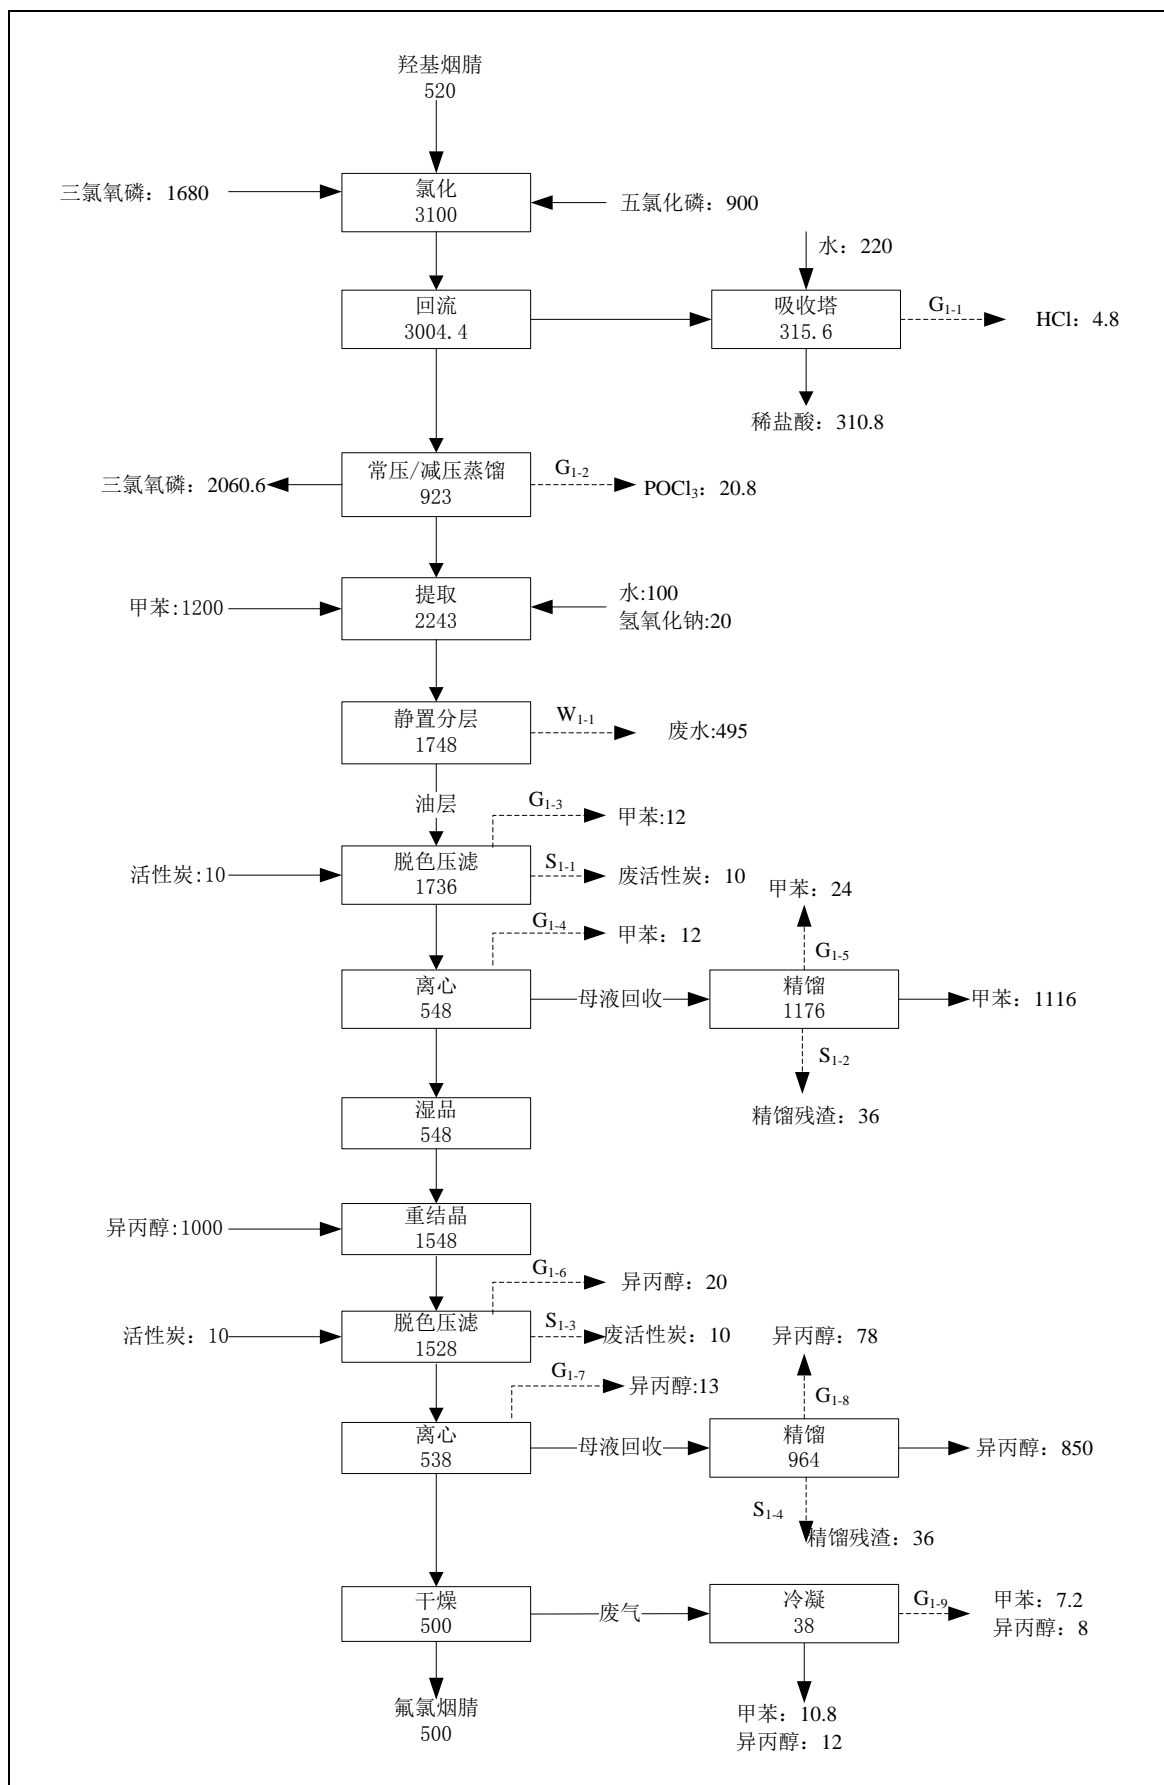 羟基烟腈
520
三氯氧磷：1680
氯化
3100
五氯化磷：900
水：220
回流
3004.4
吸收塔
315.6
G1-1
HCl：4.8
稀盐酸：310.8
三氯氧磷：2060.6
常压/减压蒸馏
923
G1-2
POCl3：20.8
甲苯:1200
提取
2243
水:100
氢氧化钠:20
静置分层
1748
W1-1
废水:495
油层
G1-3
甲苯:12
活性炭:10
脱色压滤
1736
S1-1
废活性炭：10
甲苯：24
G1-4
甲苯：12
G1-5
离心
548
母液回收
精馏
1176
甲苯：1116
S1-2
精馏残渣：36
湿品
548
异丙醇:1000
重结晶
1548
G1-6
异丙醇：20
活性炭：10
脱色压滤
1528
S1-3
废活性炭：10
异丙醇：78
G1-7
异丙醇:13
G1-8
离心
538
母液回收
精馏
964
异丙醇：850
S1-4
精馏残渣：36
干燥
500
废气
冷凝
38
G1-9
甲苯：7.2
异丙醇：8
氟氯烟腈
500
甲苯：10.8
异丙醇：12